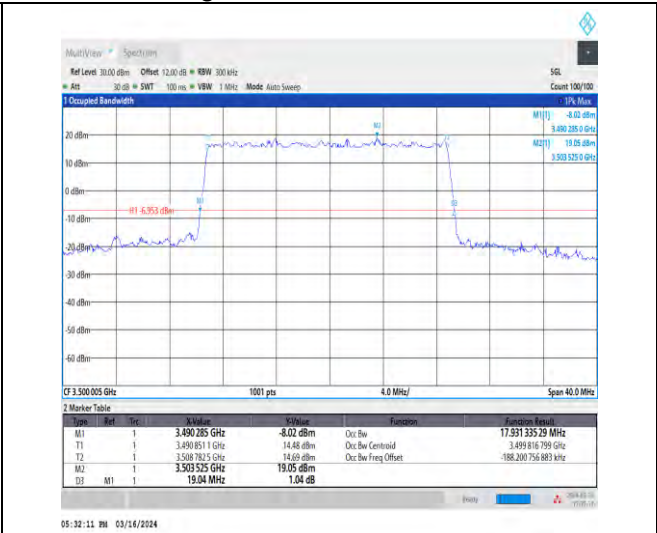 MultiView Spectrum
Ref Level 30.00 dBm Offset 12.00 dB RBW 300 kHz SGL
Att 30 dB SWT 100 ms VBW 1 MHz Mode Auto Sweep Count 100/100
1 Occupied Bandwidth 1Pk Max
M1[1] -8.02 dBm
3.490 285 0 GHz
M2[1] 19.05 dBm
3.503 525 0 GHz
M2
20 dBm
10 dBm
0 dBm
M1
H1 -6.953 dBm
-10 dBm
-20 dBm
-30 dBm
-40 dBm
-50 dBm
-60 dBm
CF 3.500 005 GHz 1001 pts 4.0 MHz/ Span 40.0 MHz
2 Marker Table
Type Ref Trc X-Value Y-Value Function Function Result
M1 1 3.490 285 GHz -8.02 dBm Occ Bw 17.931 335 29 MHz
T1 1 3.490 851 1 GHz 14.48 dBm Occ Bw Centroid 3.499 816 799 GHz
T2 1 3.508 782 5 GHz 14.69 dBm Occ Bw Freq Offset -188.200 756 883 kHz
M2 1 3.503 525 GHz 19.05 dBm
D3 M1 1 19.04 MHz 1.04 dB
05:32:11 PM 03/16/2024